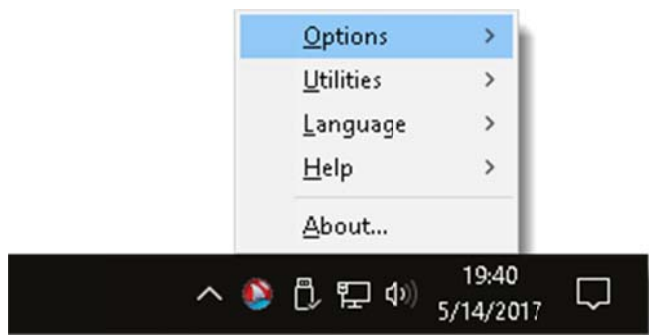 Options
Utilities
Language
Help
About...
19:40
5/14/2017